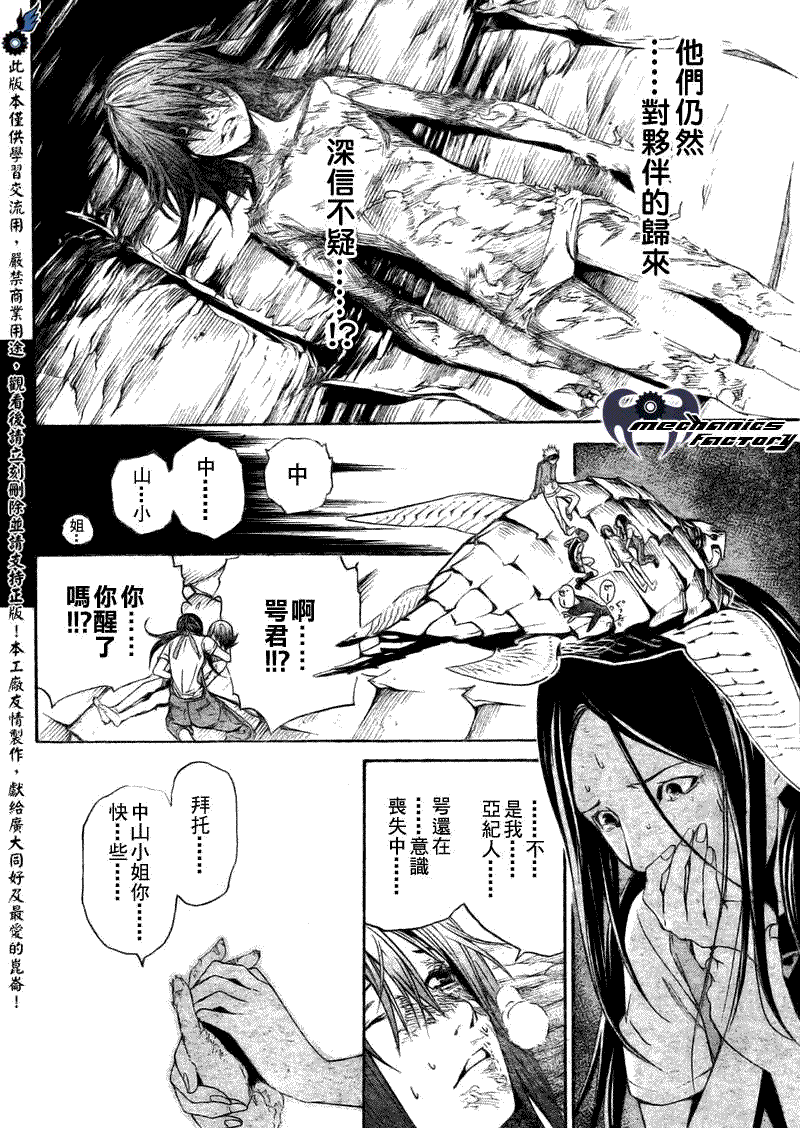 他們仍然
……對夥伴的歸來
深信不疑………!?
mechanics
factory
中
中……
山…小
姐…
啊……
咢君!!?
你……
你醒了
嗎!!?
……不
是我……
亞紀人……
咢還在
……意識
喪失中……
拜托……
中山小姐你……
快…些……
此版本僅供學習交流用，嚴禁商業用途，觀看後請立刻刪除並請支持正版！本工廠友情製作，獻給廣大同好及最愛的崑崙！